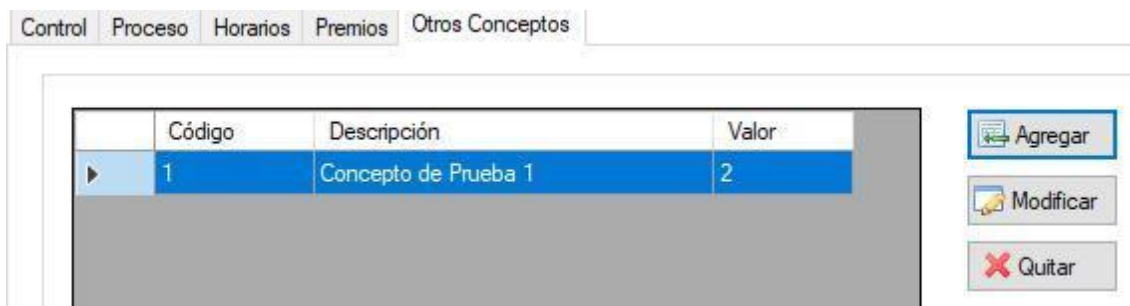 Control Proceso Horarios Premios Otros Conceptos
Código Descripción Valor
Agregar
1 Concepto de Prueba 1 2
Modificar
Quitar